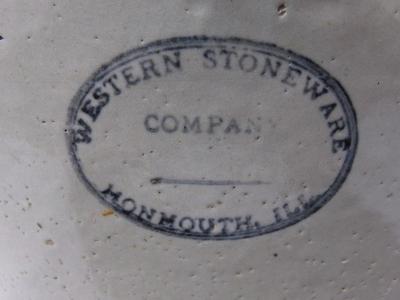 WESTERN STONEWARE
COMPANY
MONMOUTH, ILL.